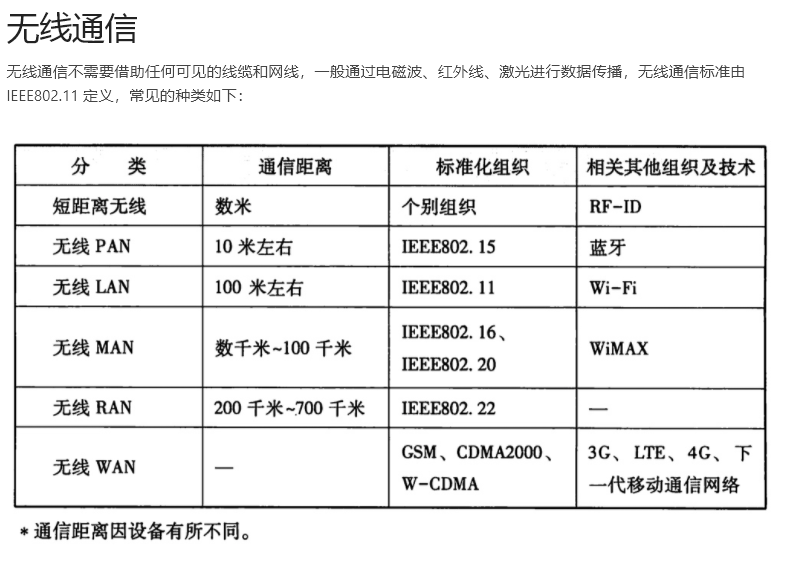 无线通信
无线通信不需要借助任何可见的线缆和网线，一般通过电磁波、红外线、激光进行数据传播，无线通信标准由
IEEE802.11 定义，常见的种类如下：
分 类 通信距离 标准化组织 相关其他组织及技术
短距离无线 数米 个别组织 RF-ID
无线 PAN 10 米左右 IEEE802.15 蓝牙
无线 LAN 100 米左右 IEEE802.11 Wi-Fi
无线 MAN 数千米~100 千米 IEEE802.16、
IEEE802.20 WiMAX
无线 RAN 200 千米~700 千米 IEEE802.22 —
无线 WAN — GSM、CDMA2000、
W-CDMA 3G、LTE、4G、下
一代移动通信网络
*通信距离因设备有所不同。